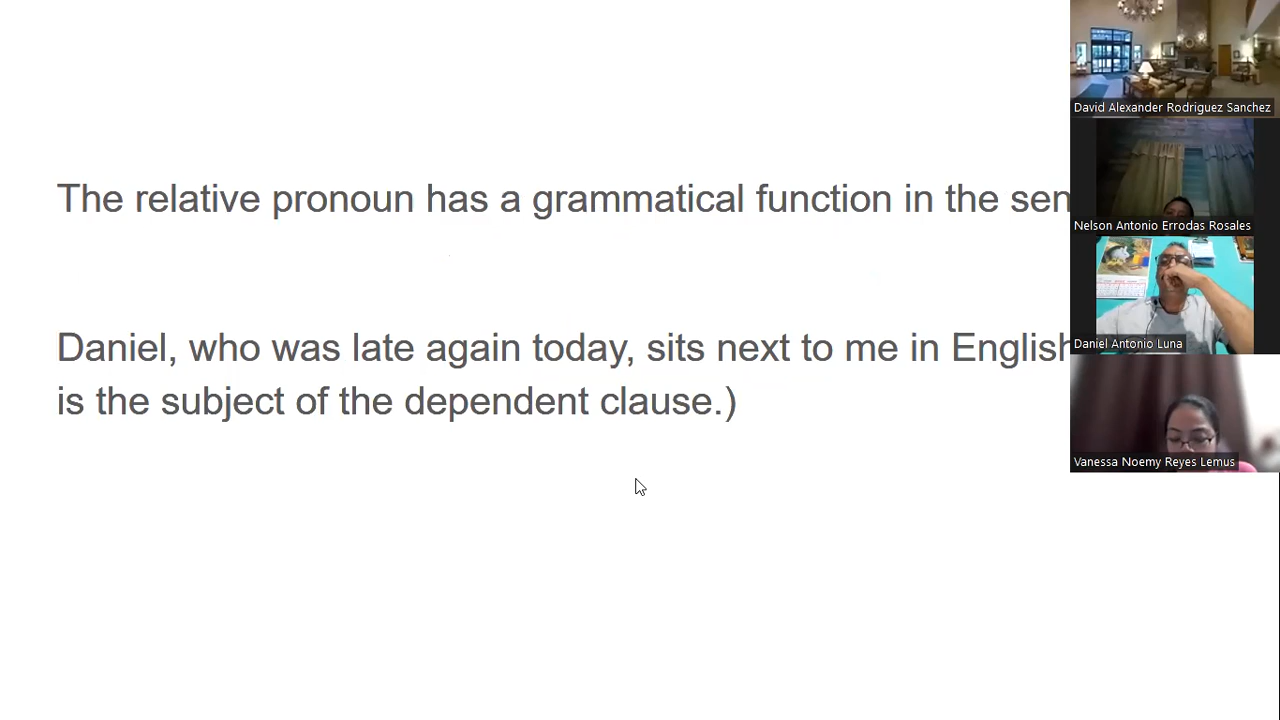 The relative pronoun has a grammatical function in the
Daniel, who was late again today, sits next to me in English
is the subject of the dependent clause.)
David Alexander Rodriguez Sanchez
Nelson Antonio Errodas Rosales
Daniel Antonio Luna
Vanessa Noemy Reyes Lemus